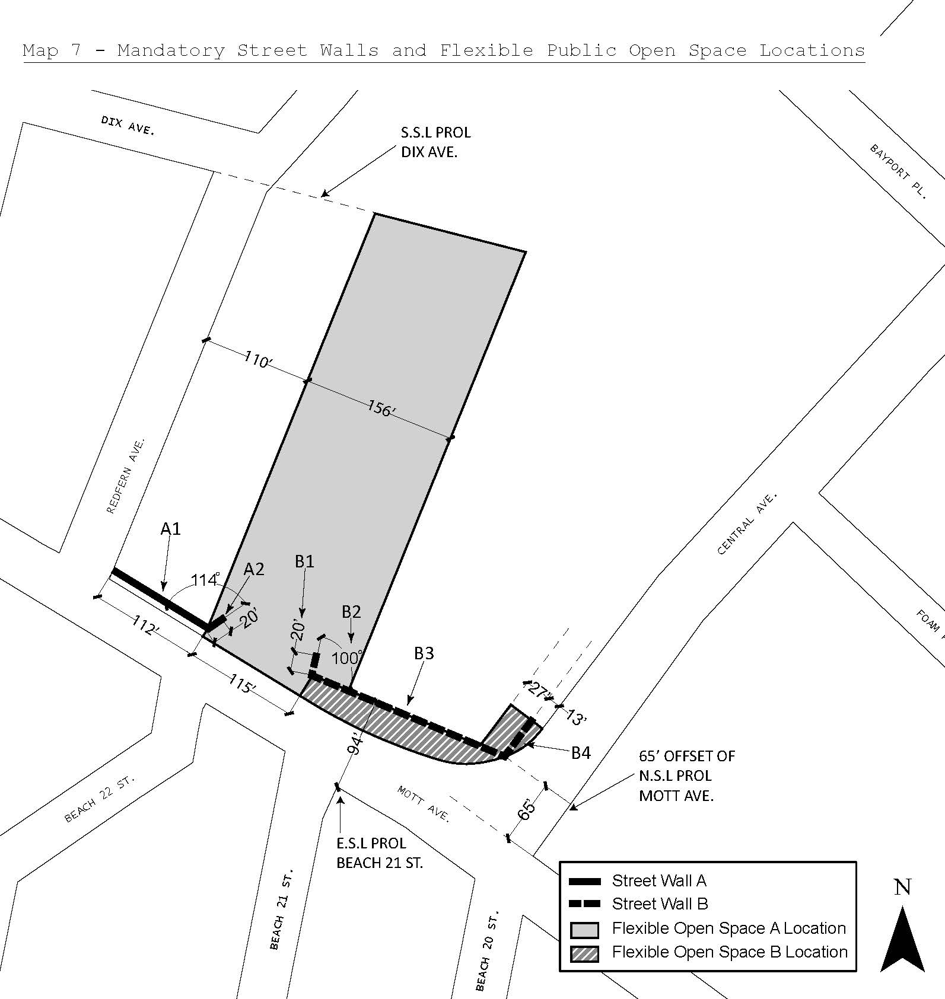 Map 7 - Mandatory Street Walls and Flexible Public Open Space Locations
DIX AVE.
S.S.L PROL
DIX AVE.
BAYPORT PL.
110'
156'
REDFERN AVE.
CENTRAL AVE.
A1
A2
B1
114°
20'
20'
B2
112'
100°
B3
115'
27'
13'
94'
B4
FOAM
65' OFFSET OF
N.S.L PROL
MOTT AVE.
BEACH 22 ST.
MOTT AVE.
65'
E.S.L PROL
BEACH 21 ST.
BEACH 21 ST.
BEACH 20 ST.
Street Wall A
Street Wall B
Flexible Open Space A Location
Flexible Open Space B Location
N